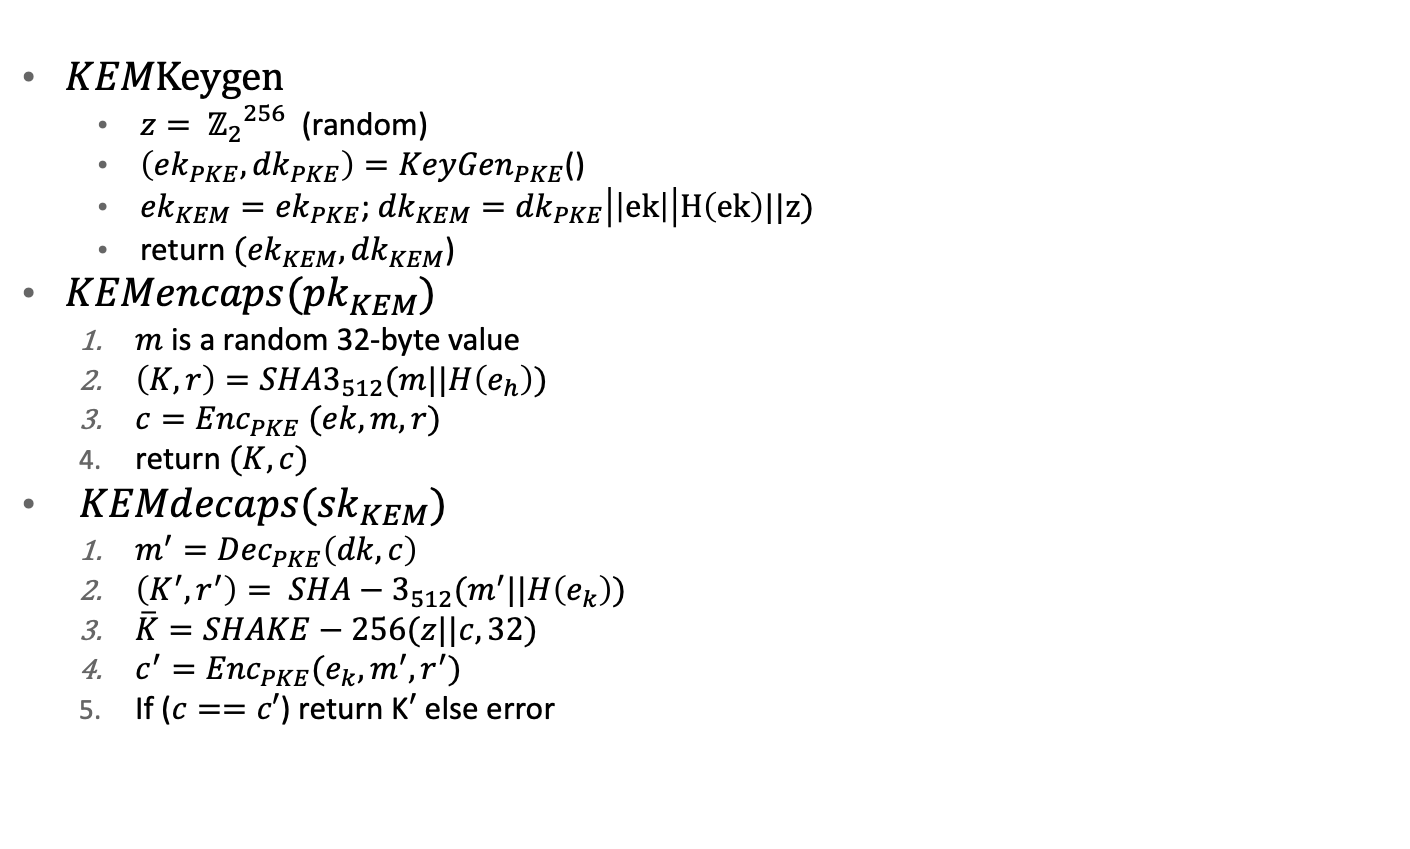 • KEMKeygen
• z = ℤ₂²⁵⁶ (random)
• (ek_PKE, dk_PKE) = KeyGen_PKE()
• ek_KEM = ek_PKE; dk_KEM = dk_PKE||ek||H(ek)||z)
• return (ek_KEM, dk_KEM)
• KEMencaps(pk_KEM)
1. m is a random 32-byte value
2. (K, r) = SHA3₅₁₂(m||H(e_h))
3. c = Enc_PKE (ek, m, r)
4. return (K, c)
• KEMdecaps(sk_KEM)
1. m′ = Dec_PKE(dk, c)
2. (K′, r′) = SHA − 3₅₁₂(m′||H(e_k))
3. K̄ = SHAKE − 256(z||c, 32)
4. c′ = Enc_PKE(e_k, m′, r′)
5. If (c == c′) return K′ else error